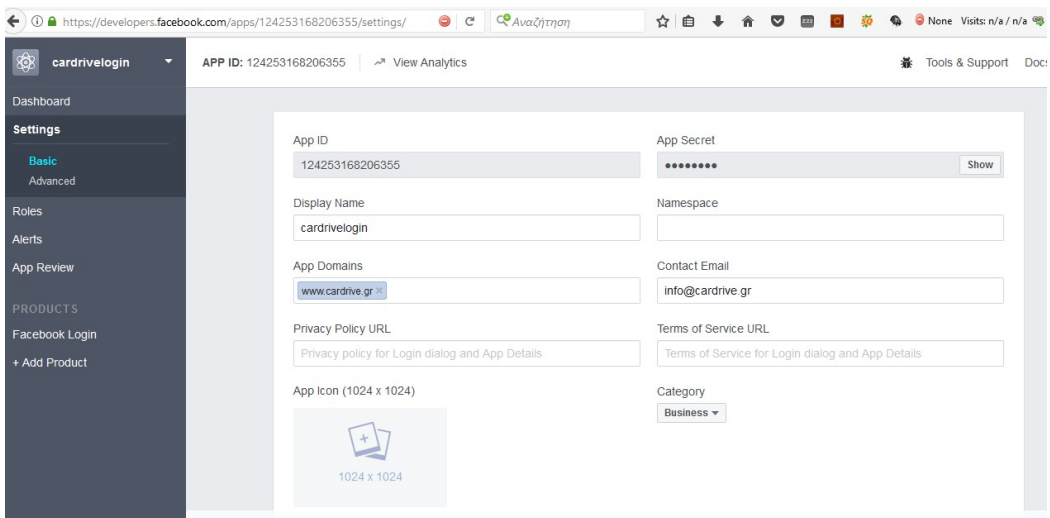 https://developers.facebook.com/apps/124253168206355/settings/
Αναζήτηση
None Visits: n/a / n/a
cardrivelogin
APP ID: 124253168206355
View Analytics
Tools & Support
Docs
Dashboard
Settings
Basic
Advanced
Roles
Alerts
App Review
PRODUCTS
Facebook Login
+ Add Product
App ID
App Secret
124253168206355
Show
Display Name
Namespace
cardrivelogin
App Domains
Contact Email
www.cardrive.gr
info@cardrive.gr
Privacy Policy URL
Terms of Service URL
Privacy policy for Login dialog and App Details
Terms of Service for Login dialog and App Details
App Icon (1024 x 1024)
Category
Business
1024 x 1024